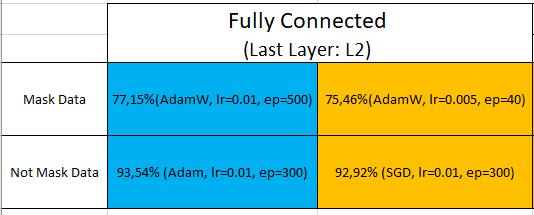 Fully Connected
(Last Layer: L2)
Mask Data
77,15%(AdamW, lr=0.01, ep=500)
75,46%(AdamW, lr=0.005, ep=40)
Not Mask Data
93,54% (Adam, lr=0.01, ep=300)
92,92% (SGD, lr=0.01, ep=300)